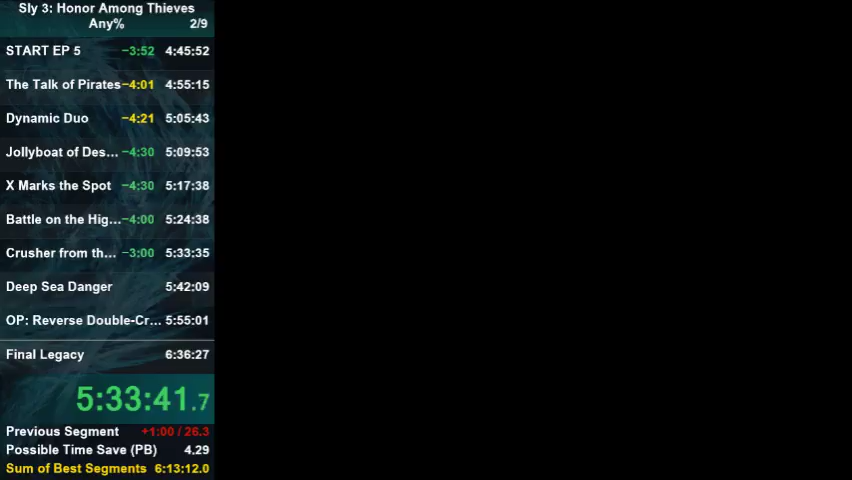 Sly 3: Honor Among Thieves
Any% 2/9
START EP 5 −3:52 4:45:52
The Talk of Pirates −4:01 4:55:15
Dynamic Duo −4:21 5:05:43
Jollyboat of Des... −4:30 5:09:53
X Marks the Spot −4:30 5:17:38
Battle on the Hig... −4:00 5:24:38
Crusher from th... −3:00 5:33:35
Deep Sea Danger 5:42:09
OP: Reverse Double-Cr... 5:55:01
Final Legacy 6:36:27
5:33:41.7
Previous Segment +1:00 / 26.3
Possible Time Save (PB) 4.29
Sum of Best Segments 6:13:12.0